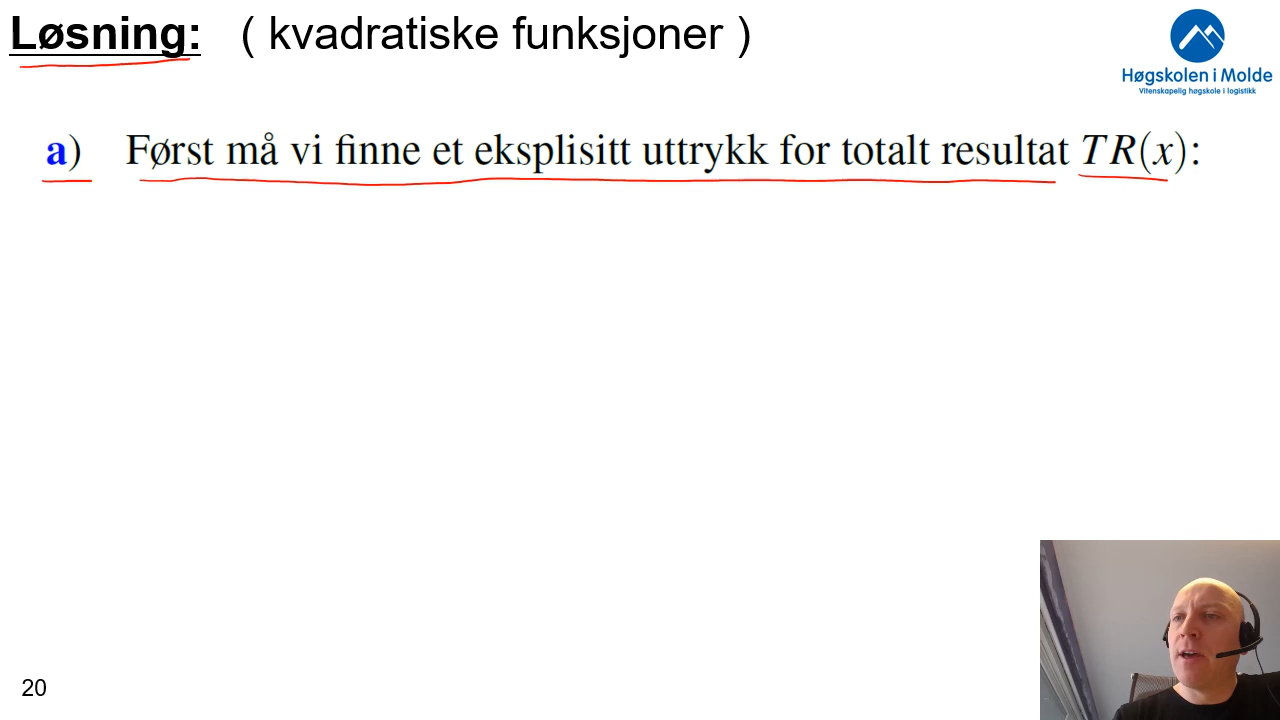 Løsning: ( kvadratiske funksjoner )
Høgskolen i Molde
Vitenskapelig høgskole i logistikk
a) Først må vi finne et eksplisitt uttrykk for totalt resultat TR(x):
20